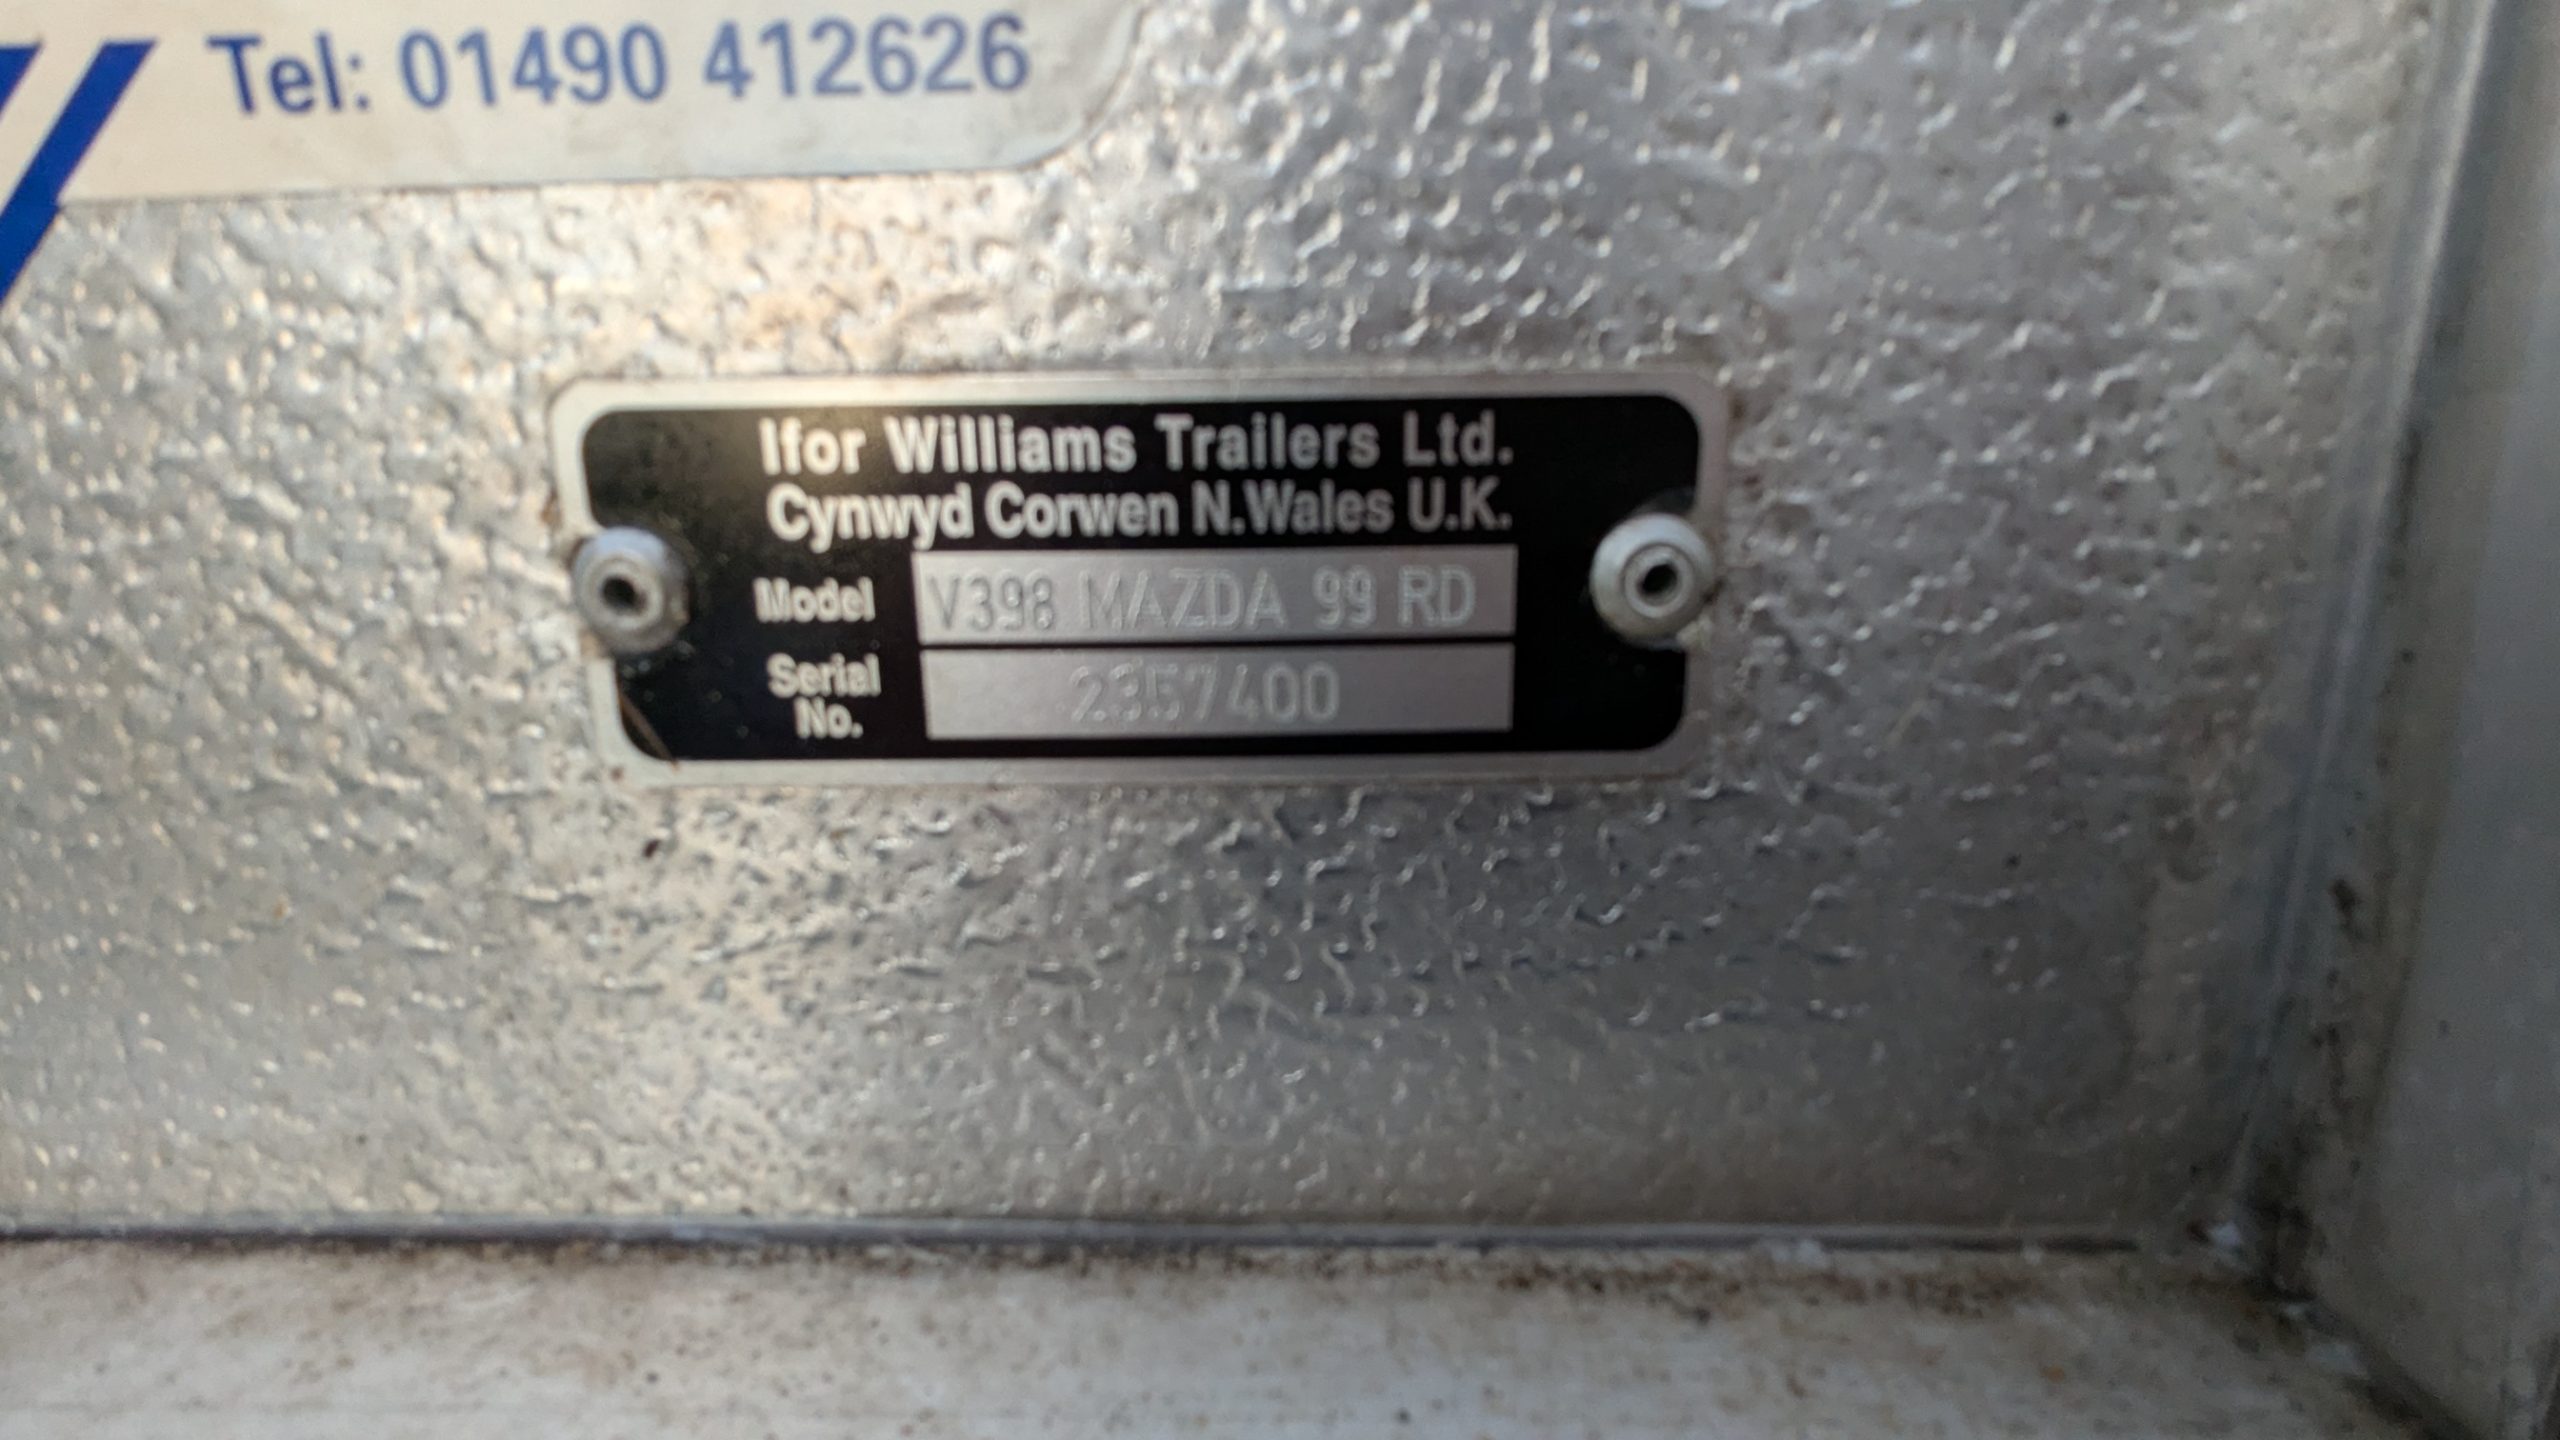 Tel: 01490 412626
Ifor Williams Trailers Ltd.
Cynwyd Corwen N.Wales U.K.
Model V398 MAZDA 99 RD
Serial No. 2357400